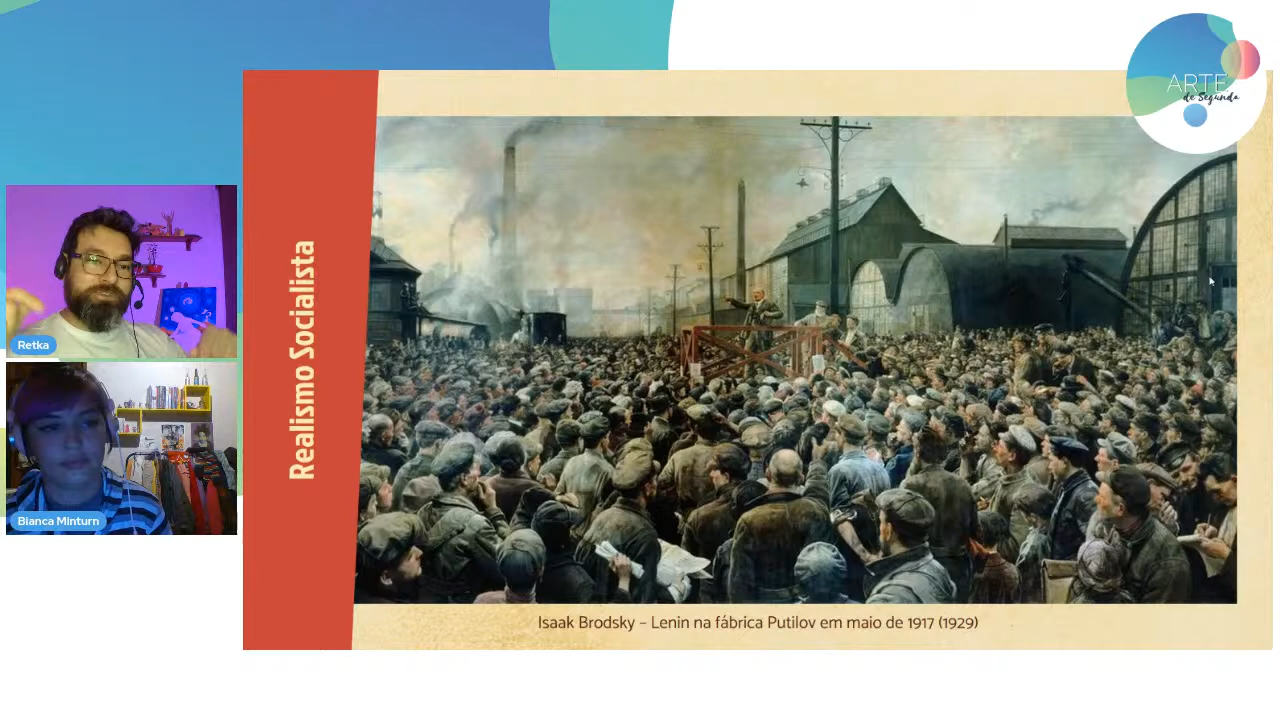 ARTE
de Segunda
Retka
Bianca Minturn
Realismo Socialista
Isaak Brodsky – Lenin na fábrica Putilov em maio de 1917 (1929)